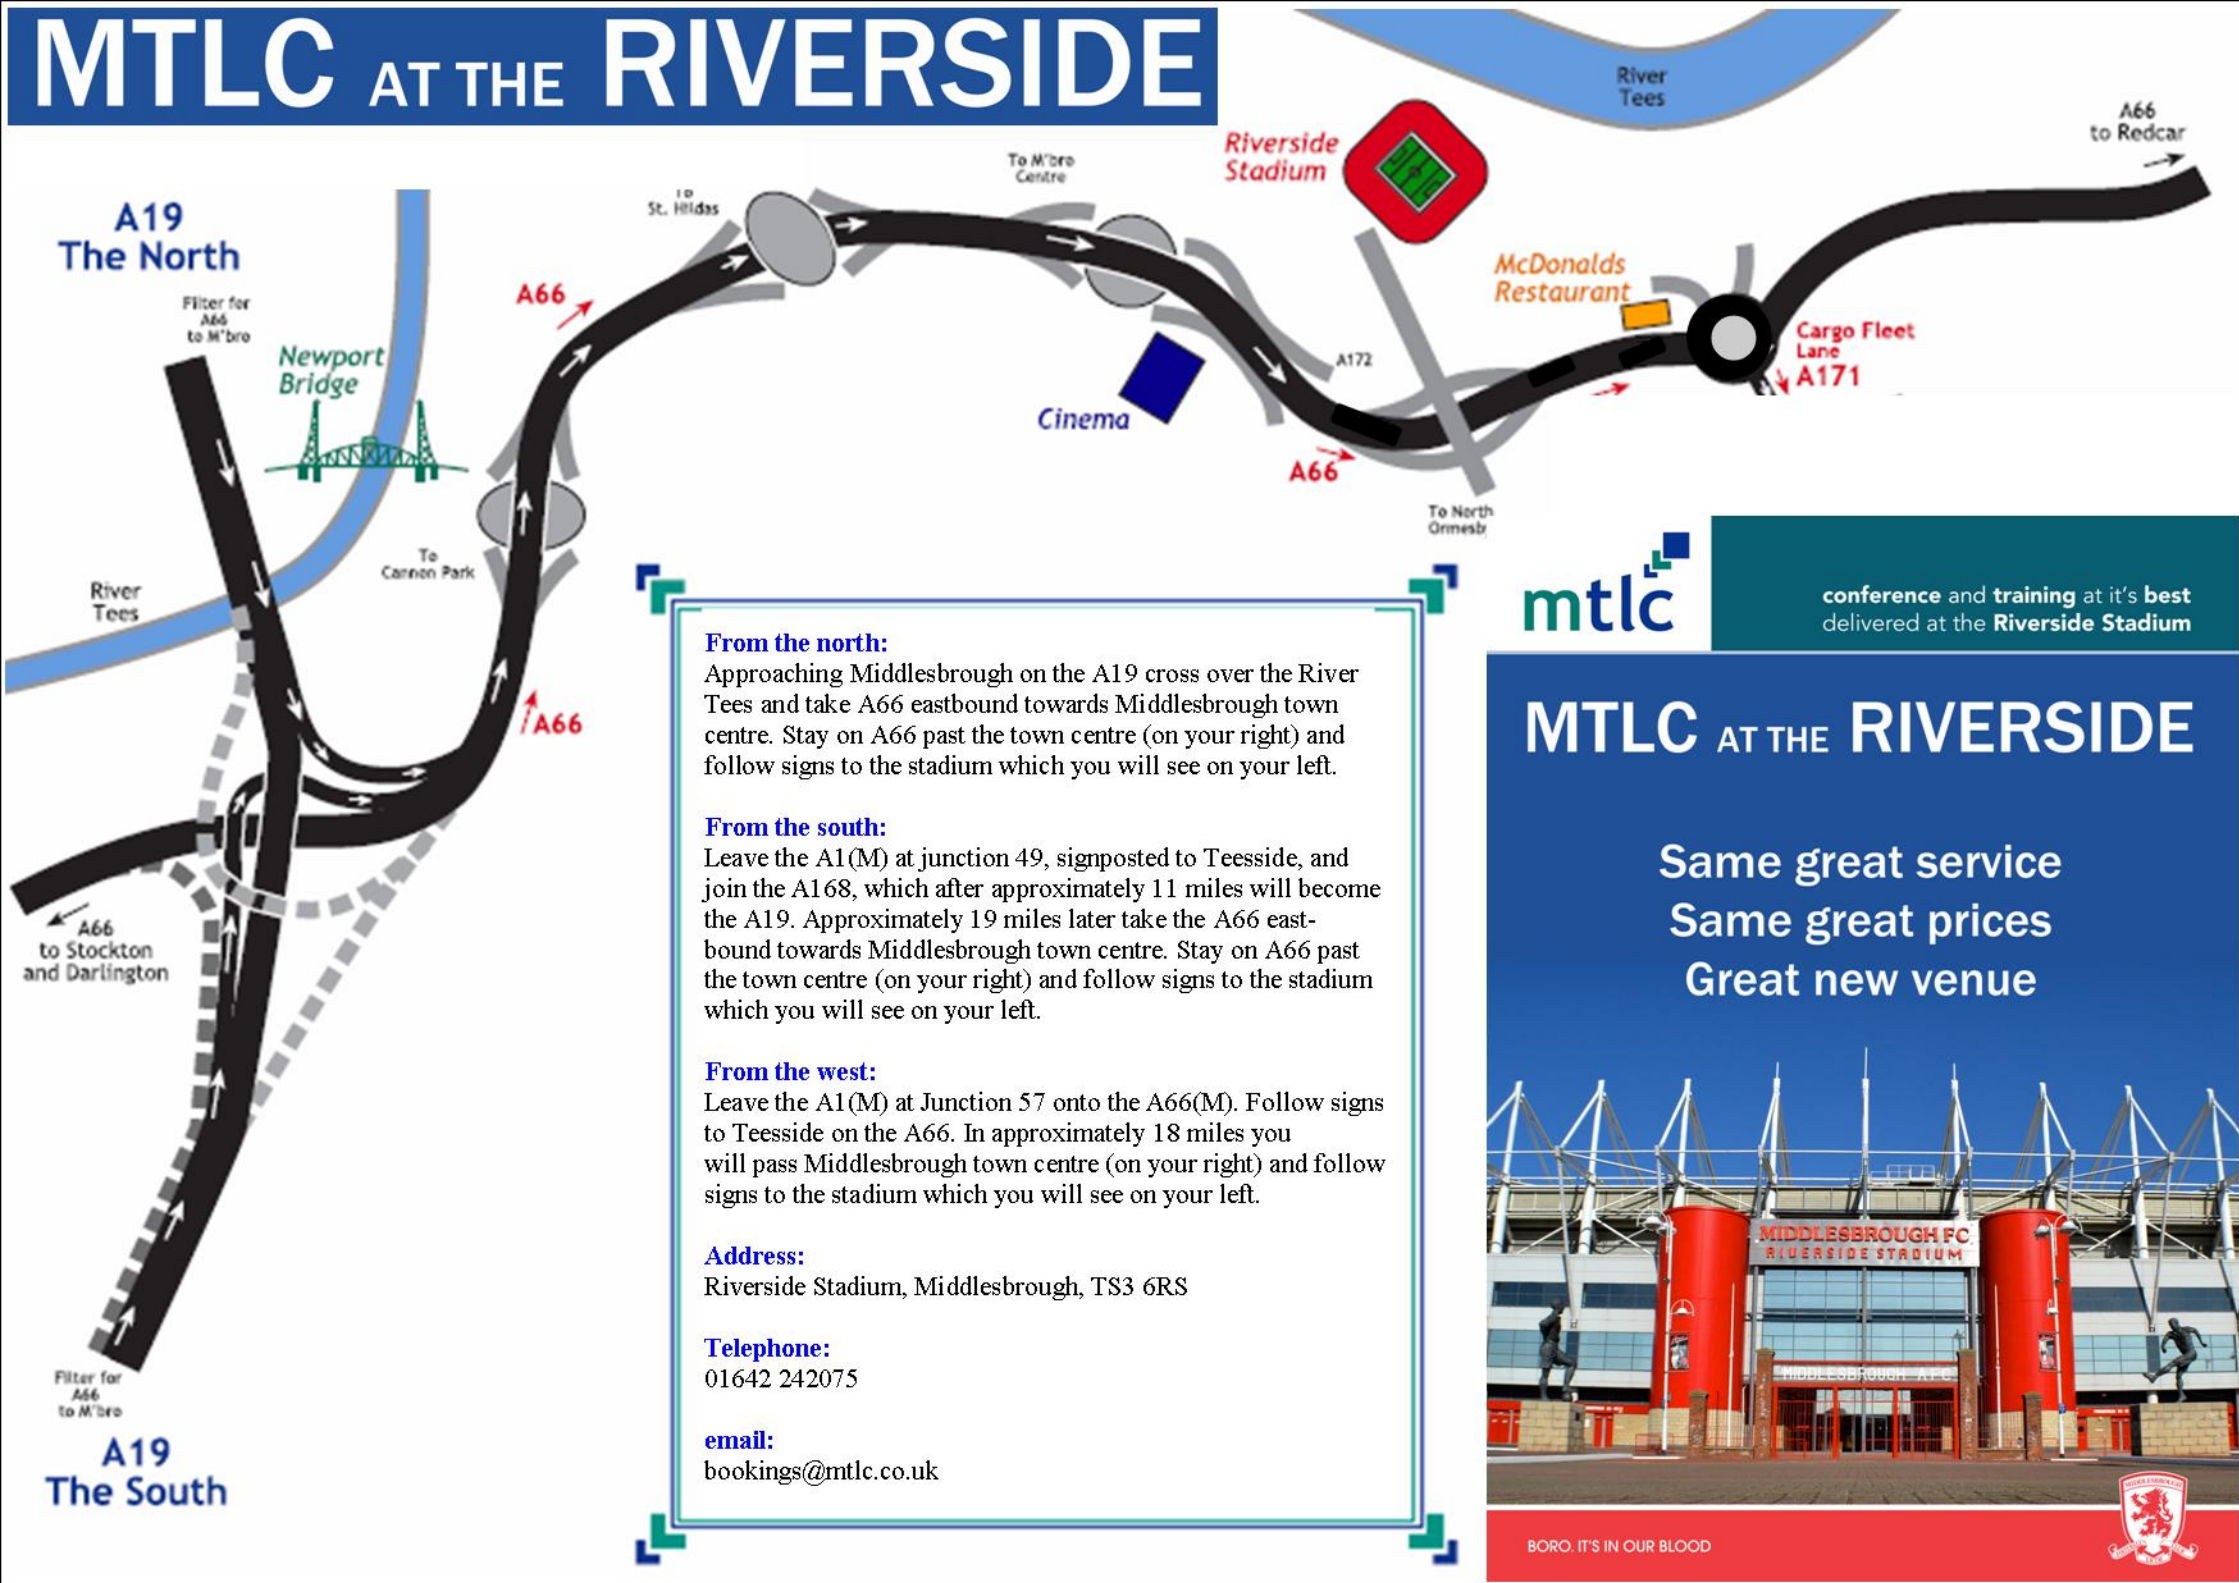 MTLC AT THE RIVERSIDE
River
Tees
A66
to Redcar
Riverside
Stadium
To M'bro
Centre
To
St. Hildas
A19
The North
Filter for
A66
to M'bro
Newport
Bridge
A66
McDonalds
Restaurant
Cargo Fleet
Lane
A171
A172
Cinema
A66
To North
Ormesby
To
Cannon Park
River
Tees
A66
A66
to Stockton
and Darlington
Filter for
A66
to M'bro
A19
The South
From the north:
Approaching Middlesbrough on the A19 cross over the River
Tees and take A66 eastbound towards Middlesbrough town
centre. Stay on A66 past the town centre (on your right) and
follow signs to the stadium which you will see on your left.
From the south:
Leave the A1(M) at junction 49, signposted to Teesside, and
join the A168, which after approximately 11 miles will become
the A19. Approximately 19 miles later take the A66 east-
bound towards Middlesbrough town centre. Stay on A66 past
the town centre (on your right) and follow signs to the stadium
which you will see on your left.
From the west:
Leave the A1(M) at Junction 57 onto the A66(M). Follow signs
to Teesside on the A66. In approximately 18 miles you
will pass Middlesbrough town centre (on your right) and follow
signs to the stadium which you will see on your left.
Address:
Riverside Stadium, Middlesbrough, TS3 6RS
Telephone:
01642 242075
email:
bookings@mtlc.co.uk
mtlc
conference and training at it's best
delivered at the Riverside Stadium
MTLC AT THE RIVERSIDE
Same great service
Same great prices
Great new venue
MIDDLESBROUGH FC
RIVERSIDE STADIUM
MIDDLESBROUGH A.F.C
BORO. IT'S IN OUR BLOOD